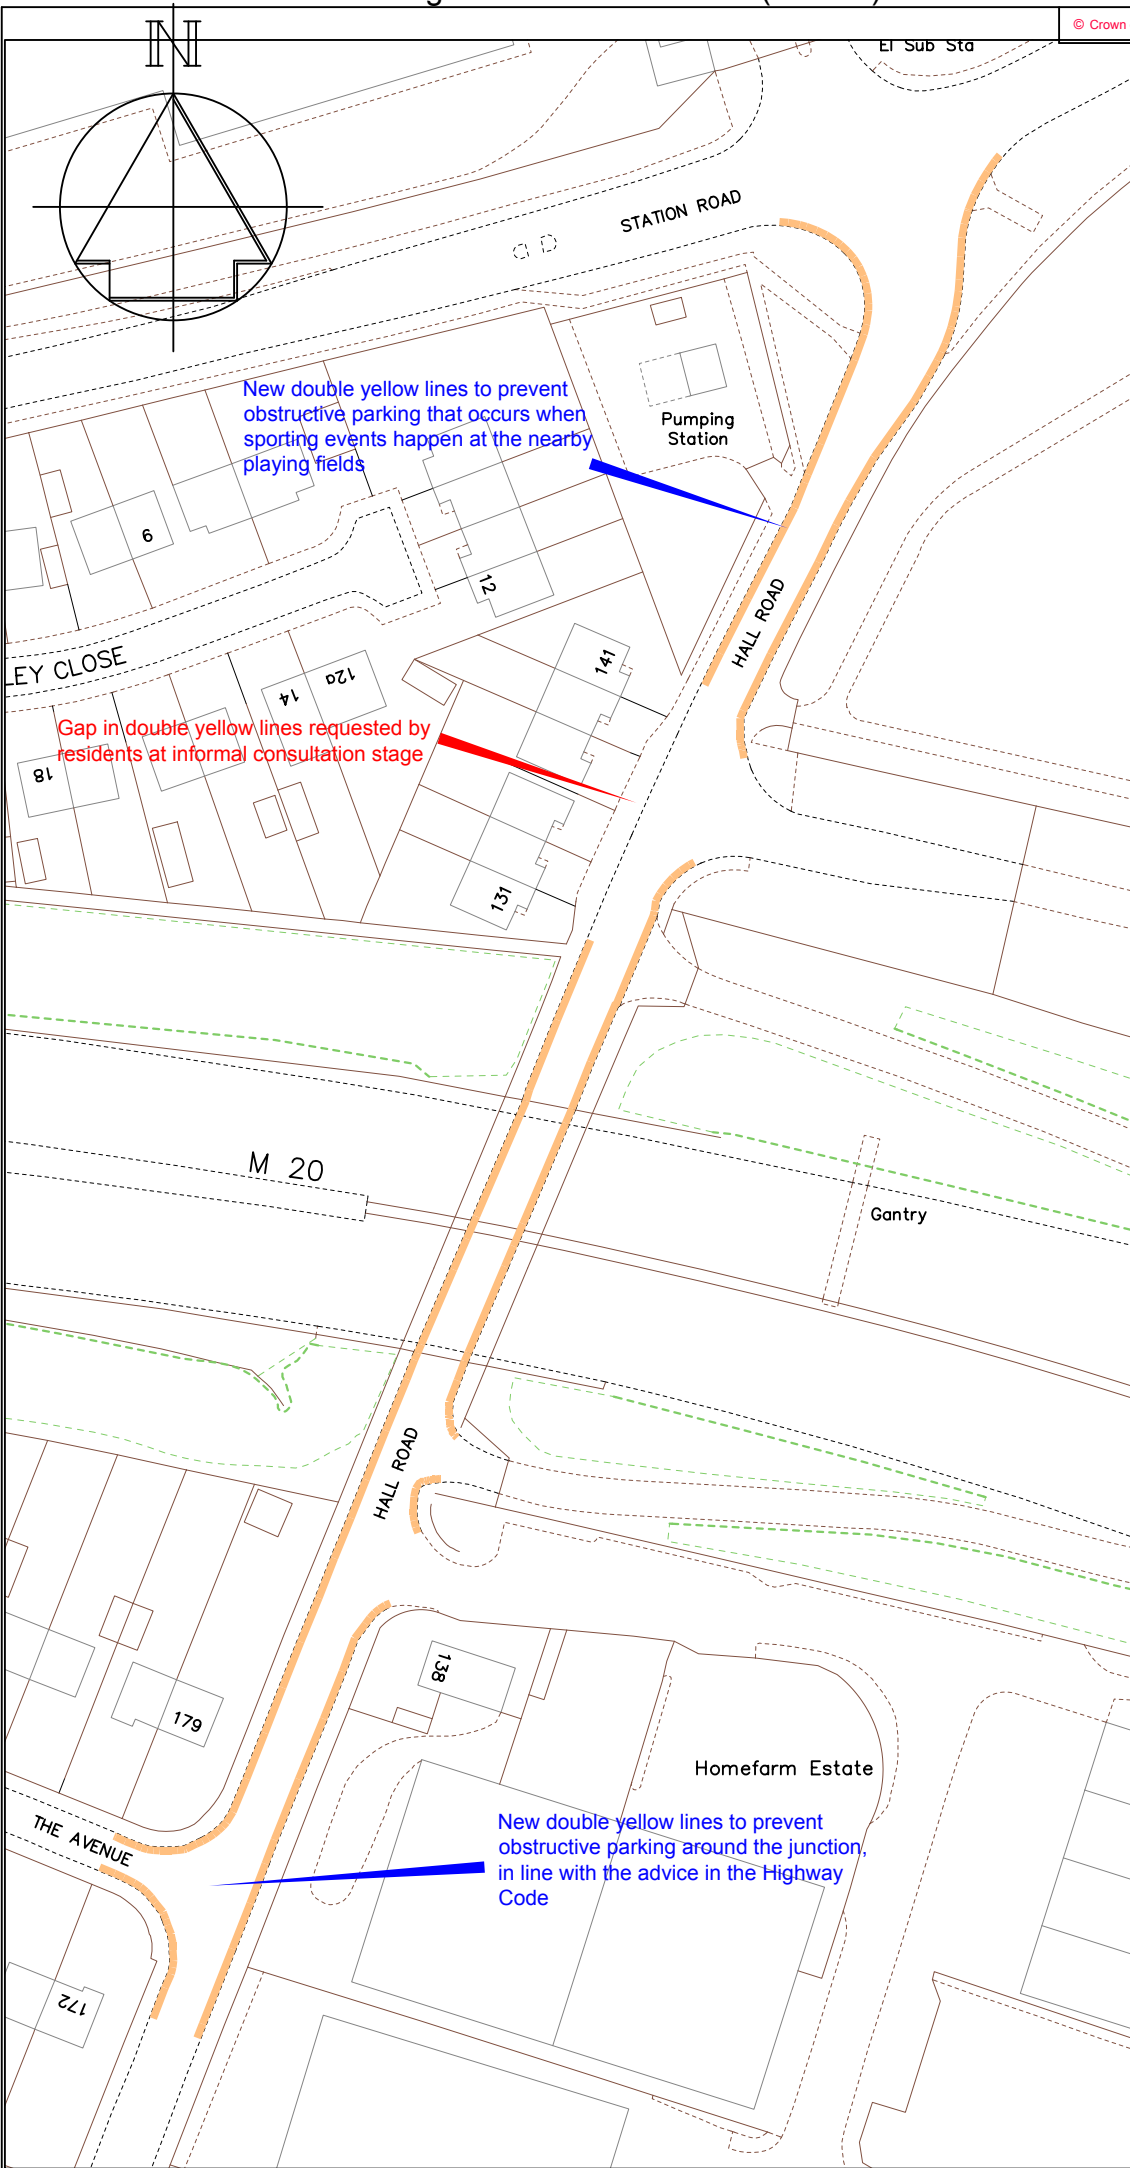 © Crown
N
El Sub Sta
STATION ROAD
New double yellow lines to prevent
obstructive parking that occurs when
sporting events happen at the nearby
playing fields
Pumping
Station
9
12
HALL ROAD
LEY CLOSE
141
12a
14
Gap in double yellow lines requested by
residents at informal consultation stage
18
131
M 20
Gantry
HALL ROAD
138
179
Homefarm Estate
THE AVENUE
New double yellow lines to prevent
obstructive parking around the junction,
in line with the advice in the Highway
Code
172